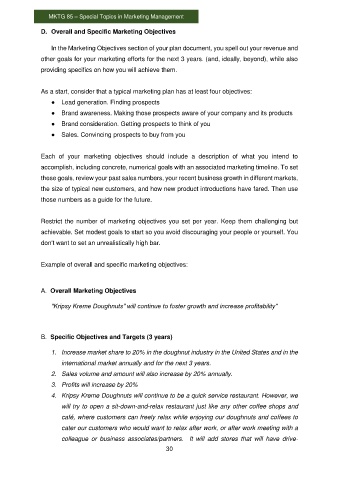 MKTG 85 – Special Topics in Marketing Management
D. Overall and Specific Marketing Objectives
In the Marketing Objectives section of your plan document, you spell out your revenue and
other goals for your marketing efforts for the next 3 years. (and, ideally, beyond), while also
providing specifics on how you will achieve them.
As a start, consider that a typical marketing plan has at least four objectives:
● Lead generation. Finding prospects
● Brand awareness. Making those prospects aware of your company and its products
● Brand consideration. Getting prospects to think of you
● Sales. Convincing prospects to buy from you
Each of your marketing objectives should include a description of what you intend to
accomplish, including concrete, numerical goals with an associated marketing timeline. To set
these goals, review your past sales numbers, your recent business growth in different markets,
the size of typical new customers, and how new product introductions have fared. Then use
those numbers as a guide for the future.
Restrict the number of marketing objectives you set per year. Keep them challenging but
achievable. Set modest goals to start so you avoid discouraging your people or yourself. You
don't want to set an unrealistically high bar.
Example of overall and specific marketing objectives:
A. Overall Marketing Objectives
"Kripsy Kreme Doughnuts" will continue to foster growth and increase profitability"
B. Specific Objectives and Targets (3 years)
1. Increase market share to 20% in the doughnut industry in the United States and in the
international market annually and for the next 3 years.
2. Sales volume and amount will also increase by 20% annually.
3. Profits will increase by 20%
4. Kripsy Kreme Doughnuts will continue to be a quick service restaurant. However, we
will try to open a sit-down-and-relax restaurant just like any other coffee shops and
café, where customers can freely relax while enjoying our doughnuts and coffees to
cater our customers who would want to relax after work, or after work meeting with a
colleague or business associates/partners. It will add stores that will have drive-
30